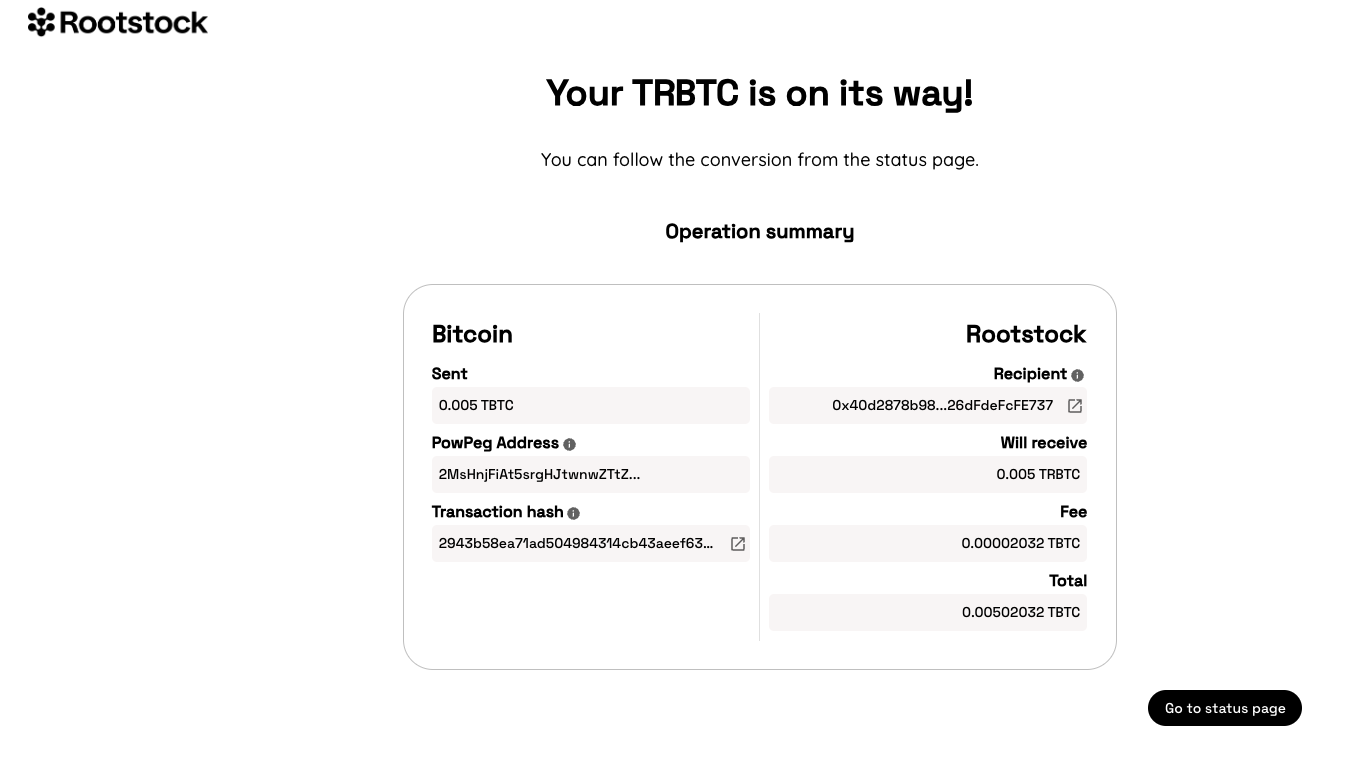 Rootstock
Your TRBTC is on its way!
You can follow the conversion from the status page.
Operation summary
Bitcoin
Sent
0.005 TBTC
PowPeg Address
2MsHnjFiAt5srgHJtwnwZTtZ...
Transaction hash
2943b58ea71ad504984314cb43aeef63...
Rootstock
Recipient
0x40d2878b98...26dFdeFcFE737
Will receive
0.005 TRBTC
Fee
0.00002032 TBTC
Total
0.00502032 TBTC
Go to status page